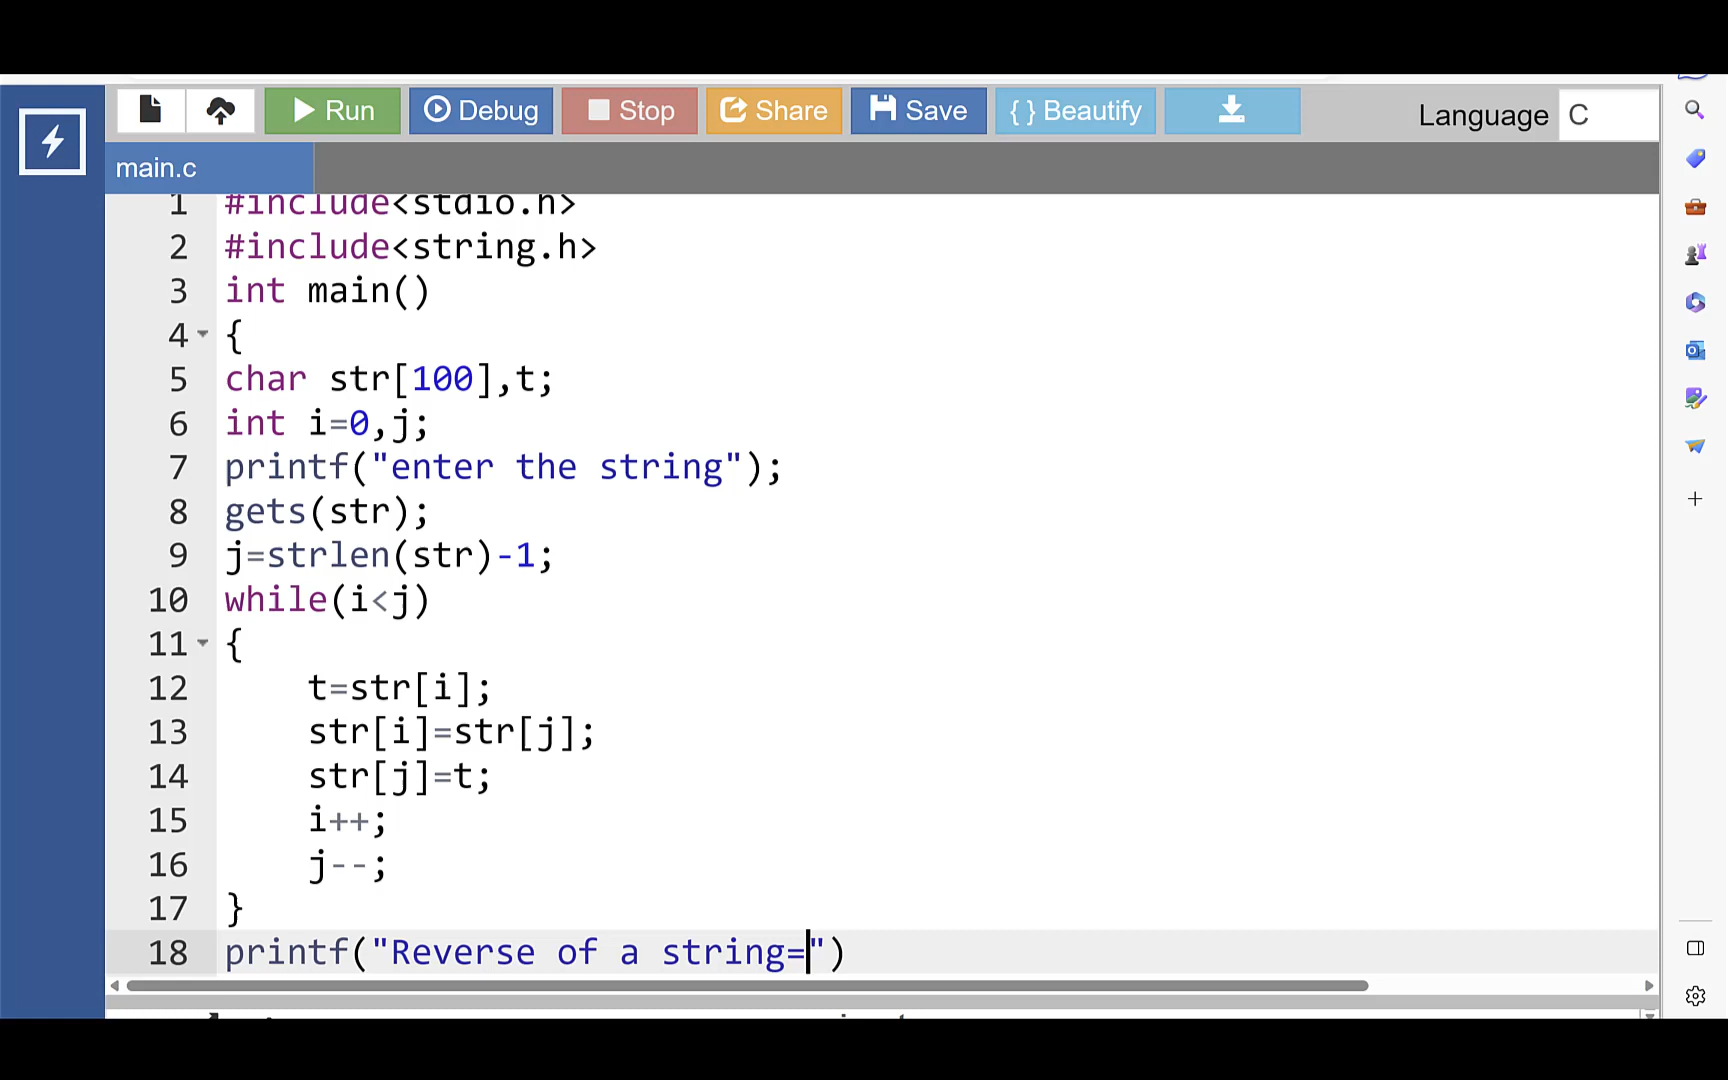 Run Debug Stop Share Save { } Beautify Language C
main.c
1 #include<stdio.h>
2 #include<string.h>
3 int main()
4 {
5 char str[100],t;
6 int i=0,j;
7 printf("enter the string");
8 gets(str);
9 j=strlen(str)-1;
10 while(i<j)
11 {
12 t=str[i];
13 str[i]=str[j];
14 str[j]=t;
15 i++;
16 j--;
17 }
18 printf("Reverse of a string=")